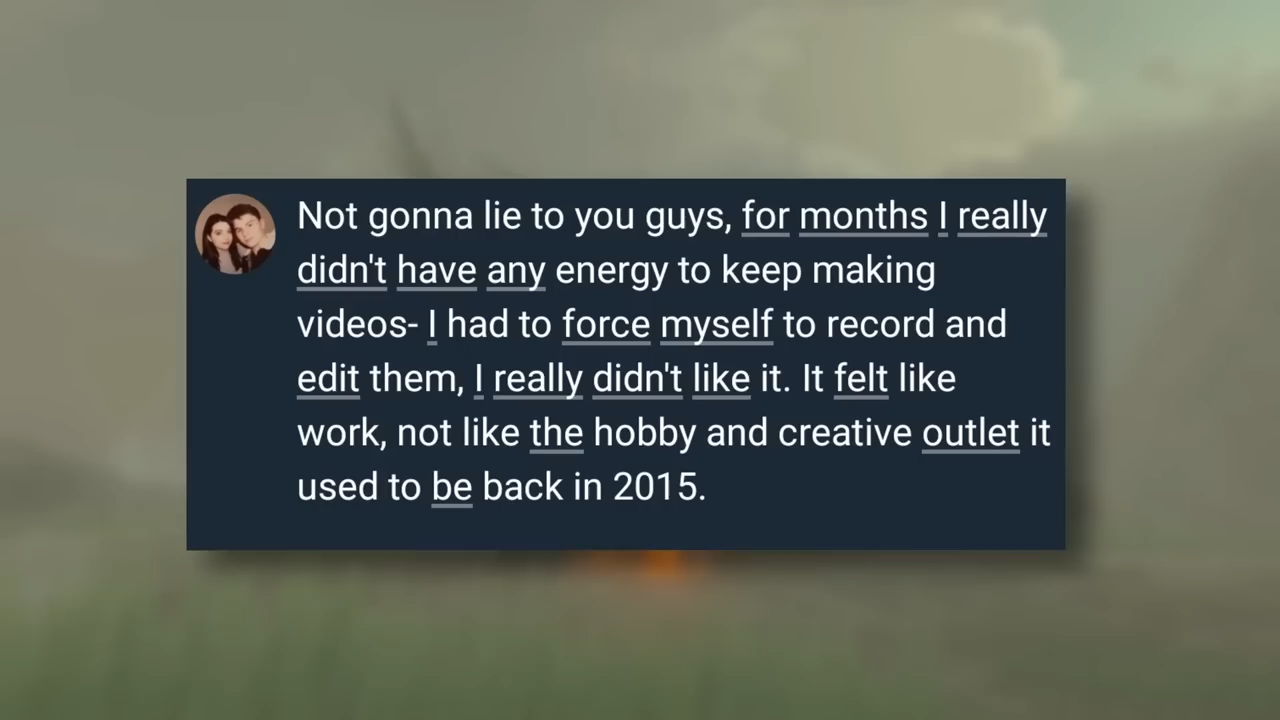 Not gonna lie to you guys, for months I really
didn't have any energy to keep making
videos- I had to force myself to record and
edit them, I really didn't like it. It felt like
work, not like the hobby and creative outlet it
used to be back in 2015.